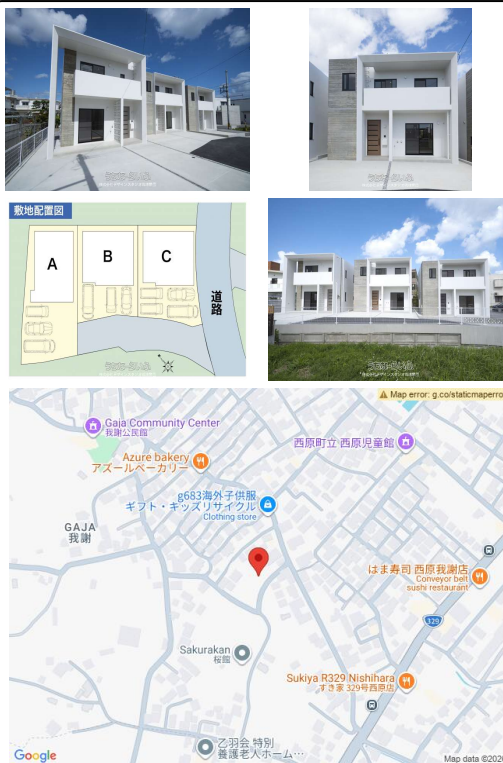 敷地配置図
A
B
C
道路
Map error: g.co/staticmaperro
Gaja Community Center
我謝公民館
西原町立 西原児童館
Azure bakery
アズールベーカリー
g683海外子供服
ギフト・キッズリサイクル
Clothing store
GAJA
我謝
はま寿司 西原我謝店
Conveyor belt
sushi restaurant
329
Sakurakan
桜館
Sukiya R329 Nishihara
すき家 329号西原店
乙羽会 特別
養護老人ホーム…
Google
Map data ©202